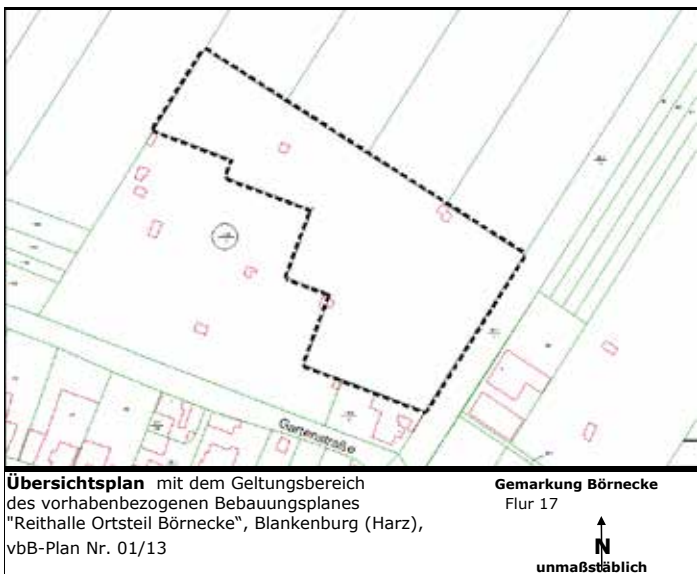 Gartenstraße
Übersichtsplan mit dem Geltungsbereich
des vorhabenbezogenen Bebauungsplanes
"Reithalle Ortsteil Börnecke“, Blankenburg (Harz),
vbB-Plan Nr. 01/13
Gemarkung Börnecke
Flur 17
N
unmaßstäblich